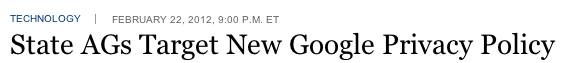 TECHNOLOGY | FEBRUARY 22, 2012, 9:00 P.M. ET
State AGs Target New Google Privacy Policy